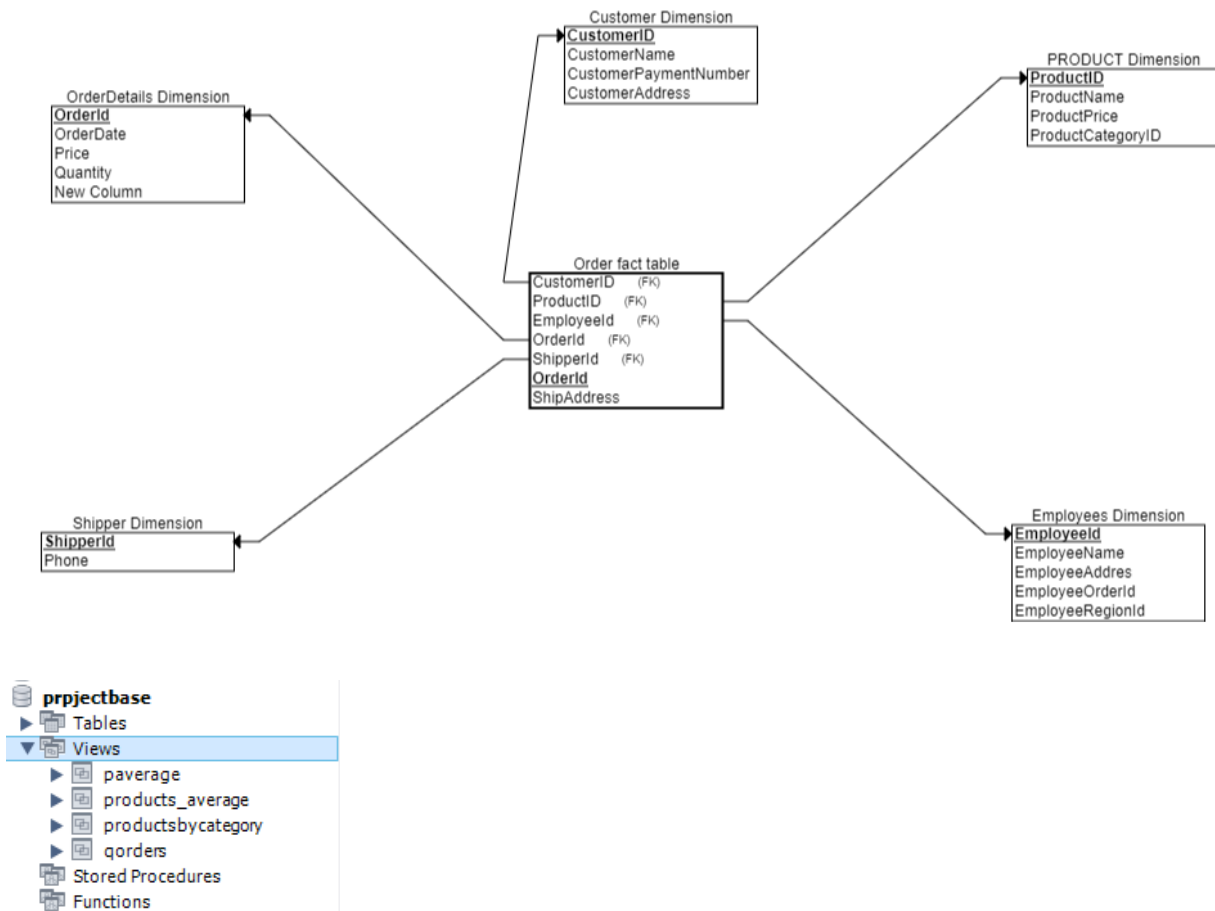 Customer Dimension
CustomerID
CustomerName
CustomerPaymentNumber
CustomerAddress
PRODUCT Dimension
ProductID
ProductName
ProductPrice
ProductCategoryID
OrderDetails Dimension
OrderId
OrderDate
Price
Quantity
New Column
Order fact table
CustomerID (FK)
ProductID (FK)
EmployeeId (FK)
OrderId (FK)
ShipperId (FK)
OrderId
ShipAddress
Shipper Dimension
ShipperId
Phone
Employees Dimension
EmployeeId
EmployeeName
EmployeeAddres
EmployeeOrderId
EmployeeRegionId
prpjectbase
Tables
Views
paverage
products_average
productsbycategory
qorders
Stored Procedures
Functions